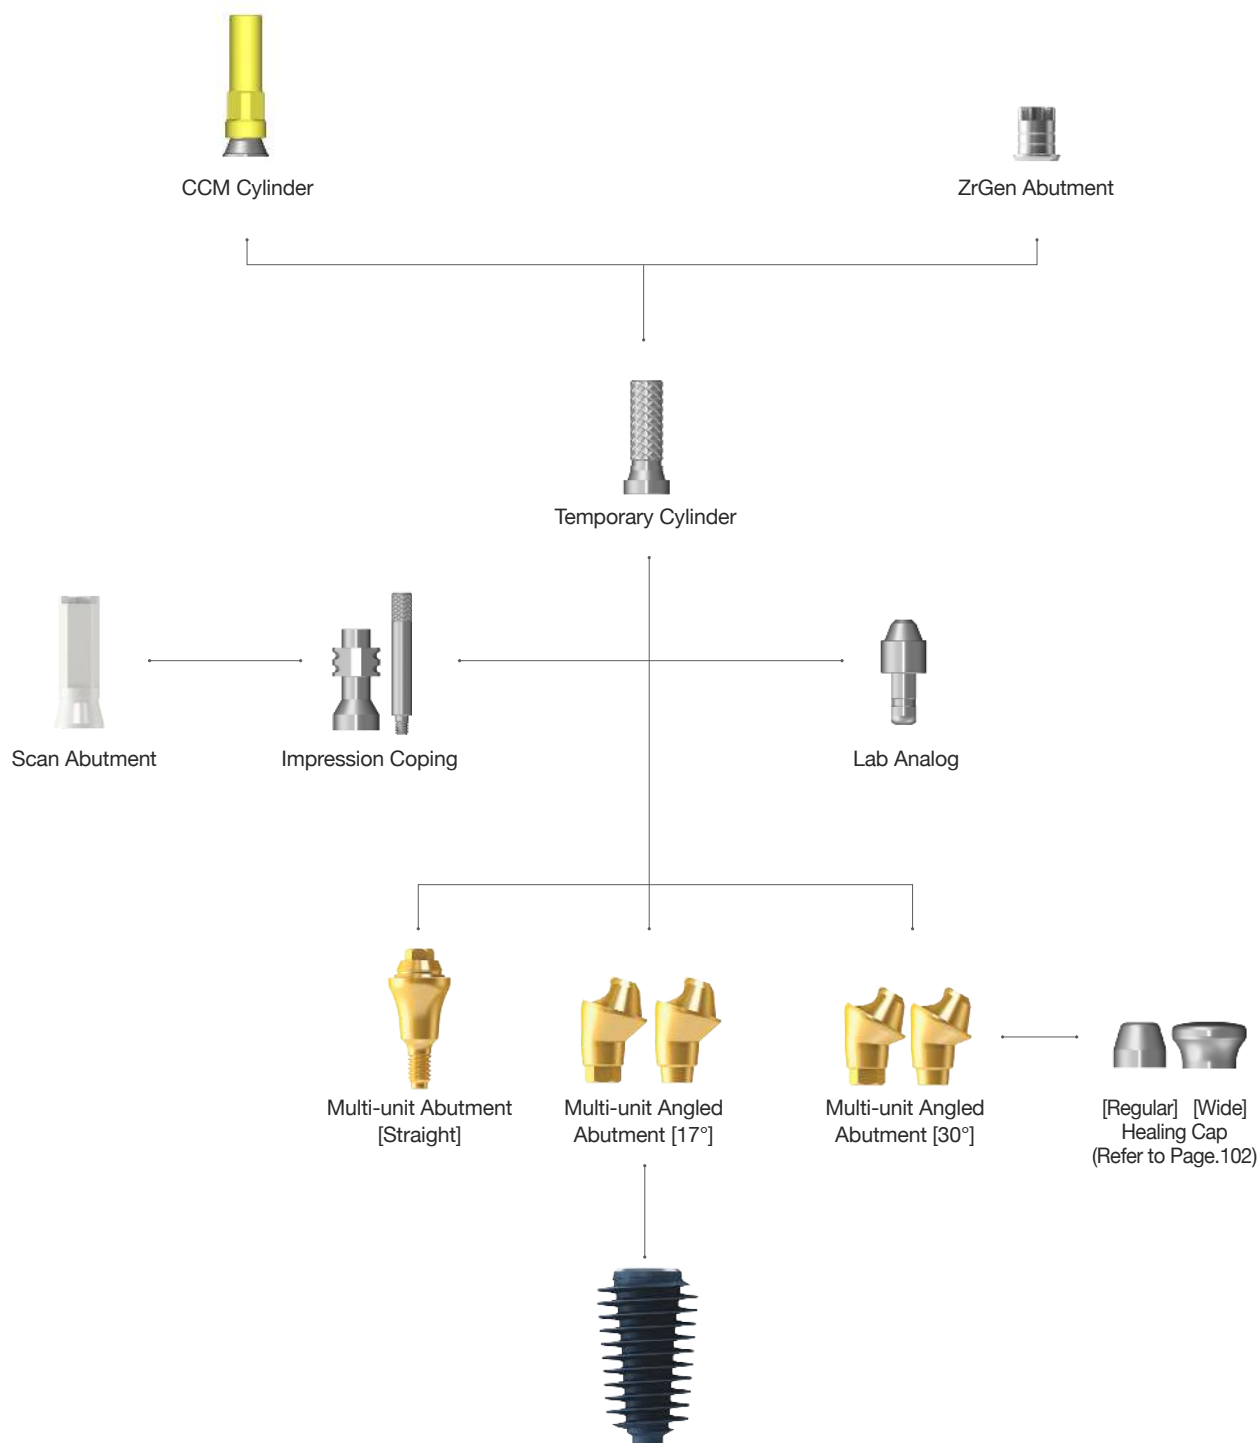 CCM Cylinder
ZrGen Abutment
Temporary Cylinder
Scan Abutment
Impression Coping
Lab Analog
Multi-unit Abutment
[Straight]
Multi-unit Angled
Abutment [17°]
Multi-unit Angled
Abutment [30°]
[Regular] [Wide]
Healing Cap
(Refer to Page.102)